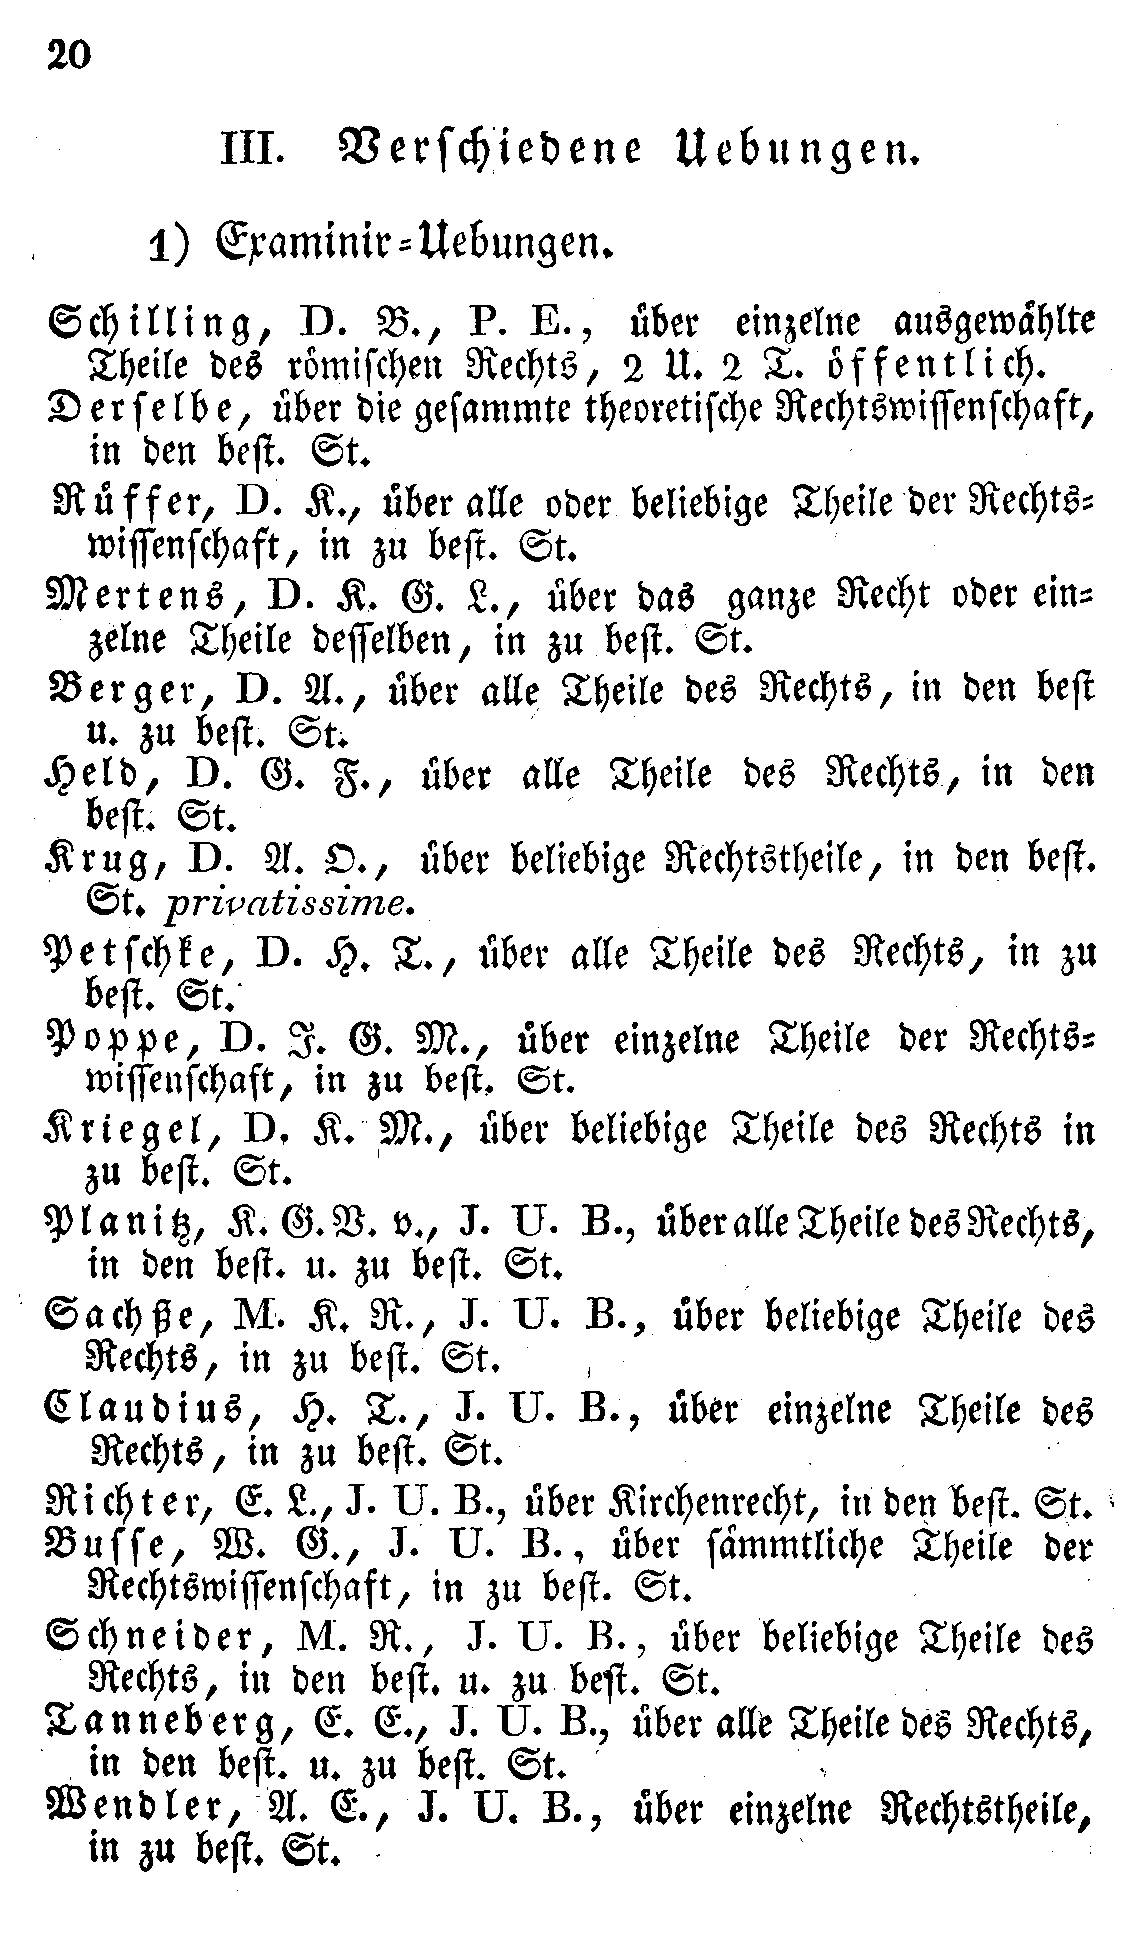 20
III. Verschiedene Uebungen.
1) Examinir-Uebungen.
Schilling, D. B., P. E., über einzelne ausgewählte
Theile des römischen Rechts, 2 U. 2 T. öffentlich.
Derselbe, über die gesammte theoretische Rechtswissenschaft,
in den best. St.
Rüffer, D. K., über alle oder beliebige Theile der Rechts-
wissenschaft, in zu best. St.
Mertens, D. K. G. L., über das ganze Recht oder ein-
zelne Theile desselben, in zu best. St.
Berger, D. A., über alle Theile des Rechts, in den best
u. zu best. St.
Held, D. G. F., über alle Theile des Rechts, in den
best. St.
Krug, D. A. O., über beliebige Rechtstheile, in den best.
St. privatissime.
Petschke, D. H. T., über alle Theile des Rechts, in zu
best. St.
Poppe, D. J. G. M., über einzelne Theile der Rechts-
wissenschaft, in zu best. St.
Kriegel, D. K. M., über beliebige Theile des Rechts in
zu best. St.
Planitz, K. G. V. v., J. U. B., über alle Theile des Rechts,
in den best. u. zu best. St.
Sachße, M. K. R., J. U. B., über beliebige Theile des
Rechts, in zu best. St.
Claudius, H. T., J. U. B., über einzelne Theile des
Rechts, in zu best. St.
Richter, E. L., J. U. B., über Kirchenrecht, in den best. St.
Busse, W. G., J. U. B., über sämmtliche Theile der
Rechtswissenschaft, in zu best. St.
Schneider, M. R., J. U. B., über beliebige Theile des
Rechts, in den best. u. zu best. St.
Tanneberg, E. E., J. U. B., über alle Theile des Rechts,
in den best. u. zu best. St.
Wendler, A. E., J. U. B., über einzelne Rechtstheile,
in zu best. St.